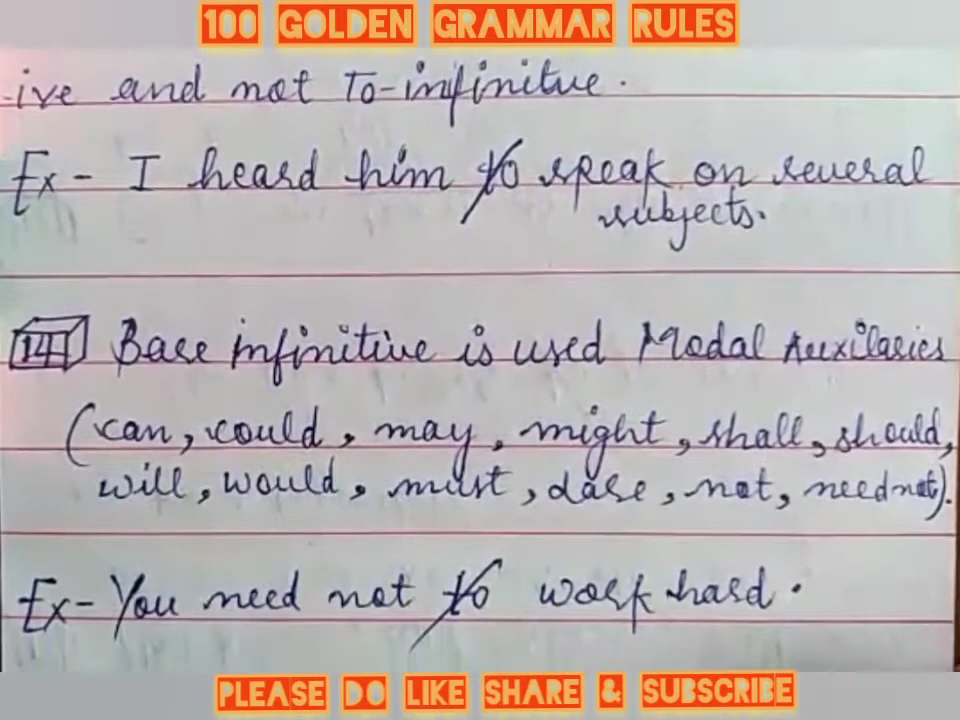 100 GOLDEN GRAMMAR RULES
-ive and not To-infinitue.
Ex- I heard him to speak on several
subjects.
14 Base infinitive is used Modal Auxilaries
(can, could, may, might, shall, should,
will, would, must, dare, not, need not).
Ex- You need not to work hard.
PLEASE DO LIKE SHARE & SUBSCRIBE